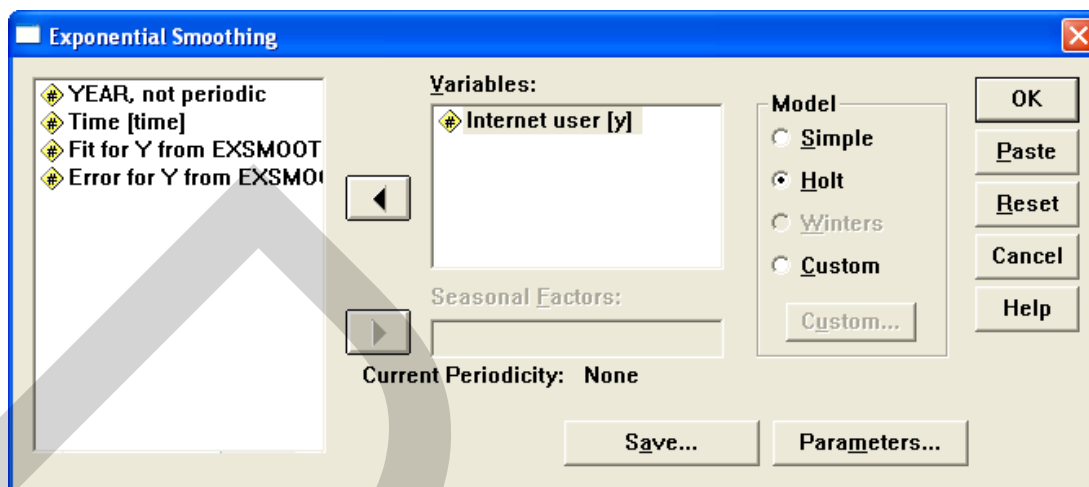 Exponential Smoothing
YEAR, not periodic
Time [time]
Fit for Y from EXSMOOT
Error for Y from EXSMO
Variables:
Internet user [y]
Seasonal Factors:
Current Periodicity: None
Model
Simple
Holt
Winters
Custom
Custom...
OK
Paste
Reset
Cancel
Help
Save...
Parameters...